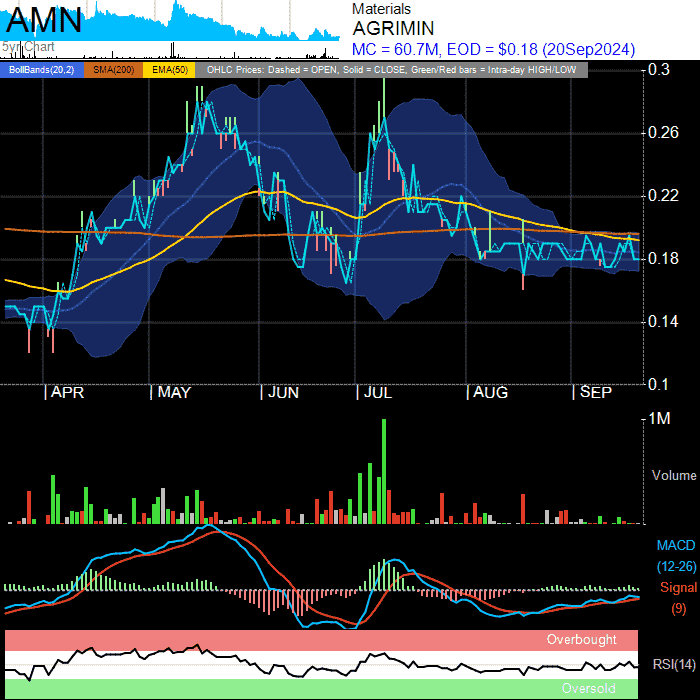 AMN
5yr Chart
Materials
AGRIMIN
MC = 60.7M, EOD = $0.18 (20Sep2024)
BollBands(20,2) SMA(200) EMA(50) OHLC Prices: Dashed = OPEN, Solid = CLOSE, Green/Red bars = Intra-day HIGH/LOW
0.3
0.26
0.22
0.18
0.14
0.1
| APR | MAY | JUN | JUL | AUG | SEP
1M
Volume
MACD
(12-26)
Signal
(9)
Overbought
RSI(14)
Oversold